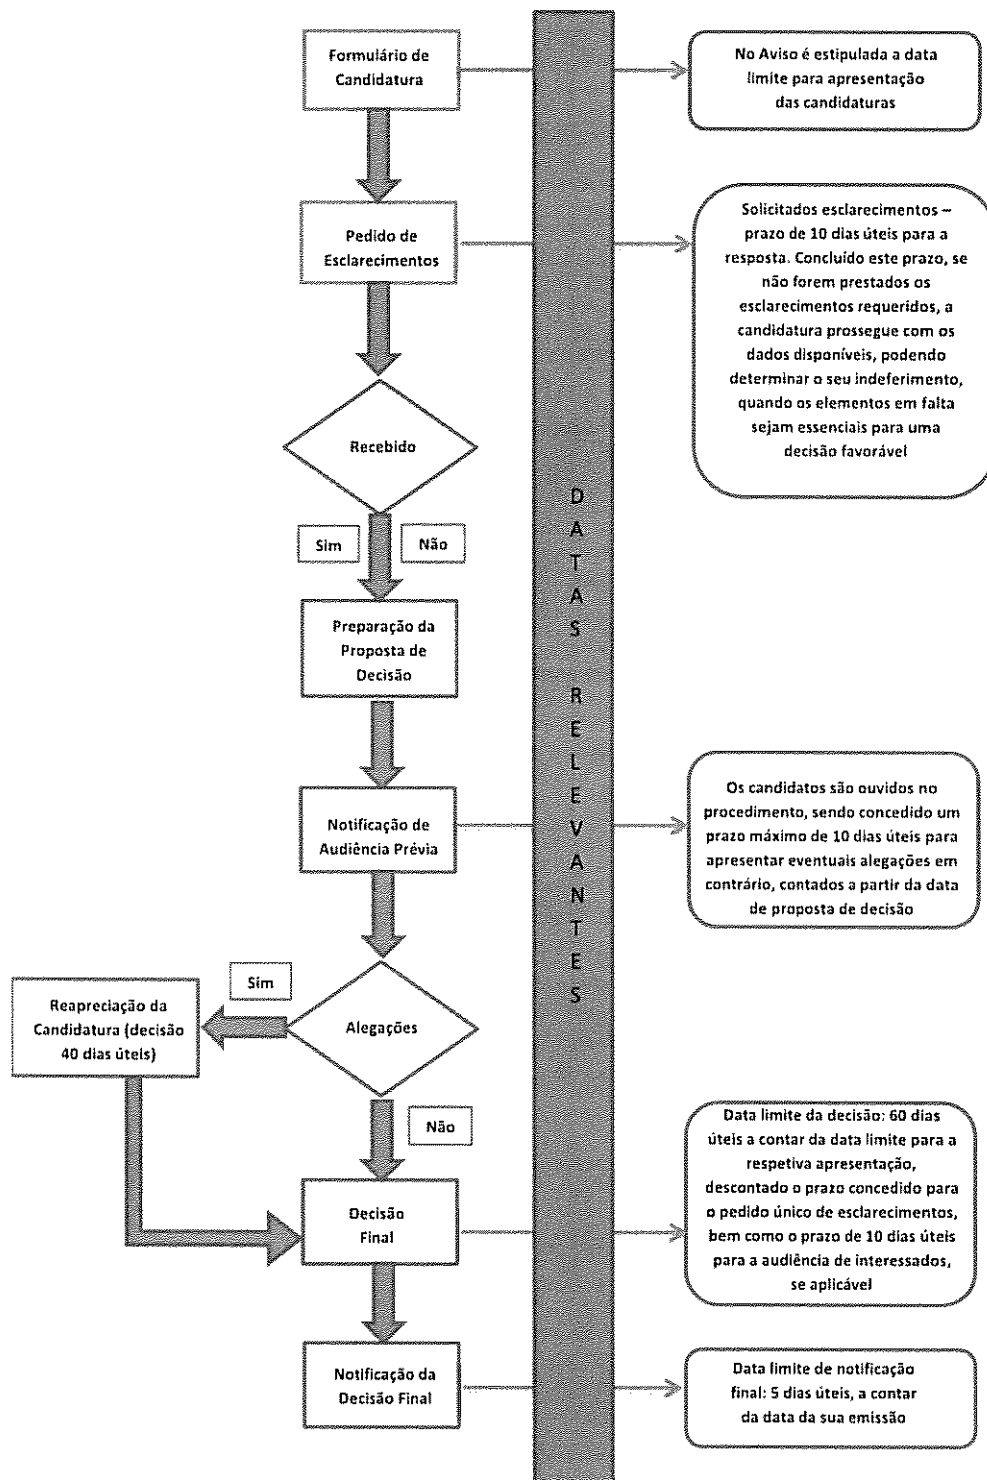 Formulário de
Candidatura
No Aviso é estipulada a data
limite para apresentação
das candidaturas
Pedido de
Esclarecimentos
Solicitados esclarecimentos –
prazo de 10 dias úteis para a
resposta. Concluído este prazo, se
não forem prestados os
esclarecimentos requeridos, a
candidatura prossegue com os
dados disponíveis, podendo
determinar o seu indeferimento,
quando os elementos em falta
sejam essenciais para uma
decisão favorável
Recebido
Sim
Não
DATAS RELEVANTES
Preparação da
Proposta de
Decisão
Notificação de
Audiência Prévia
Os candidatos são ouvidos no
procedimento, sendo concedido um
prazo máximo de 10 dias úteis para
apresentar eventuais alegações em
contrário, contados a partir da data
de proposta de decisão
Sim
Reapreciação da
Candidatura (decisão
40 dias úteis)
Alegações
Não
Decisão
Final
Data limite da decisão: 60 dias
úteis a contar da data limite para a
respetiva apresentação,
descontado o prazo concedido para
o pedido único de esclarecimentos,
bem como o prazo de 10 dias úteis
para a audiência de interessados,
se aplicável
Notificação da
Decisão Final
Data limite de notificação
final: 5 dias úteis, a contar
da data da sua emissão